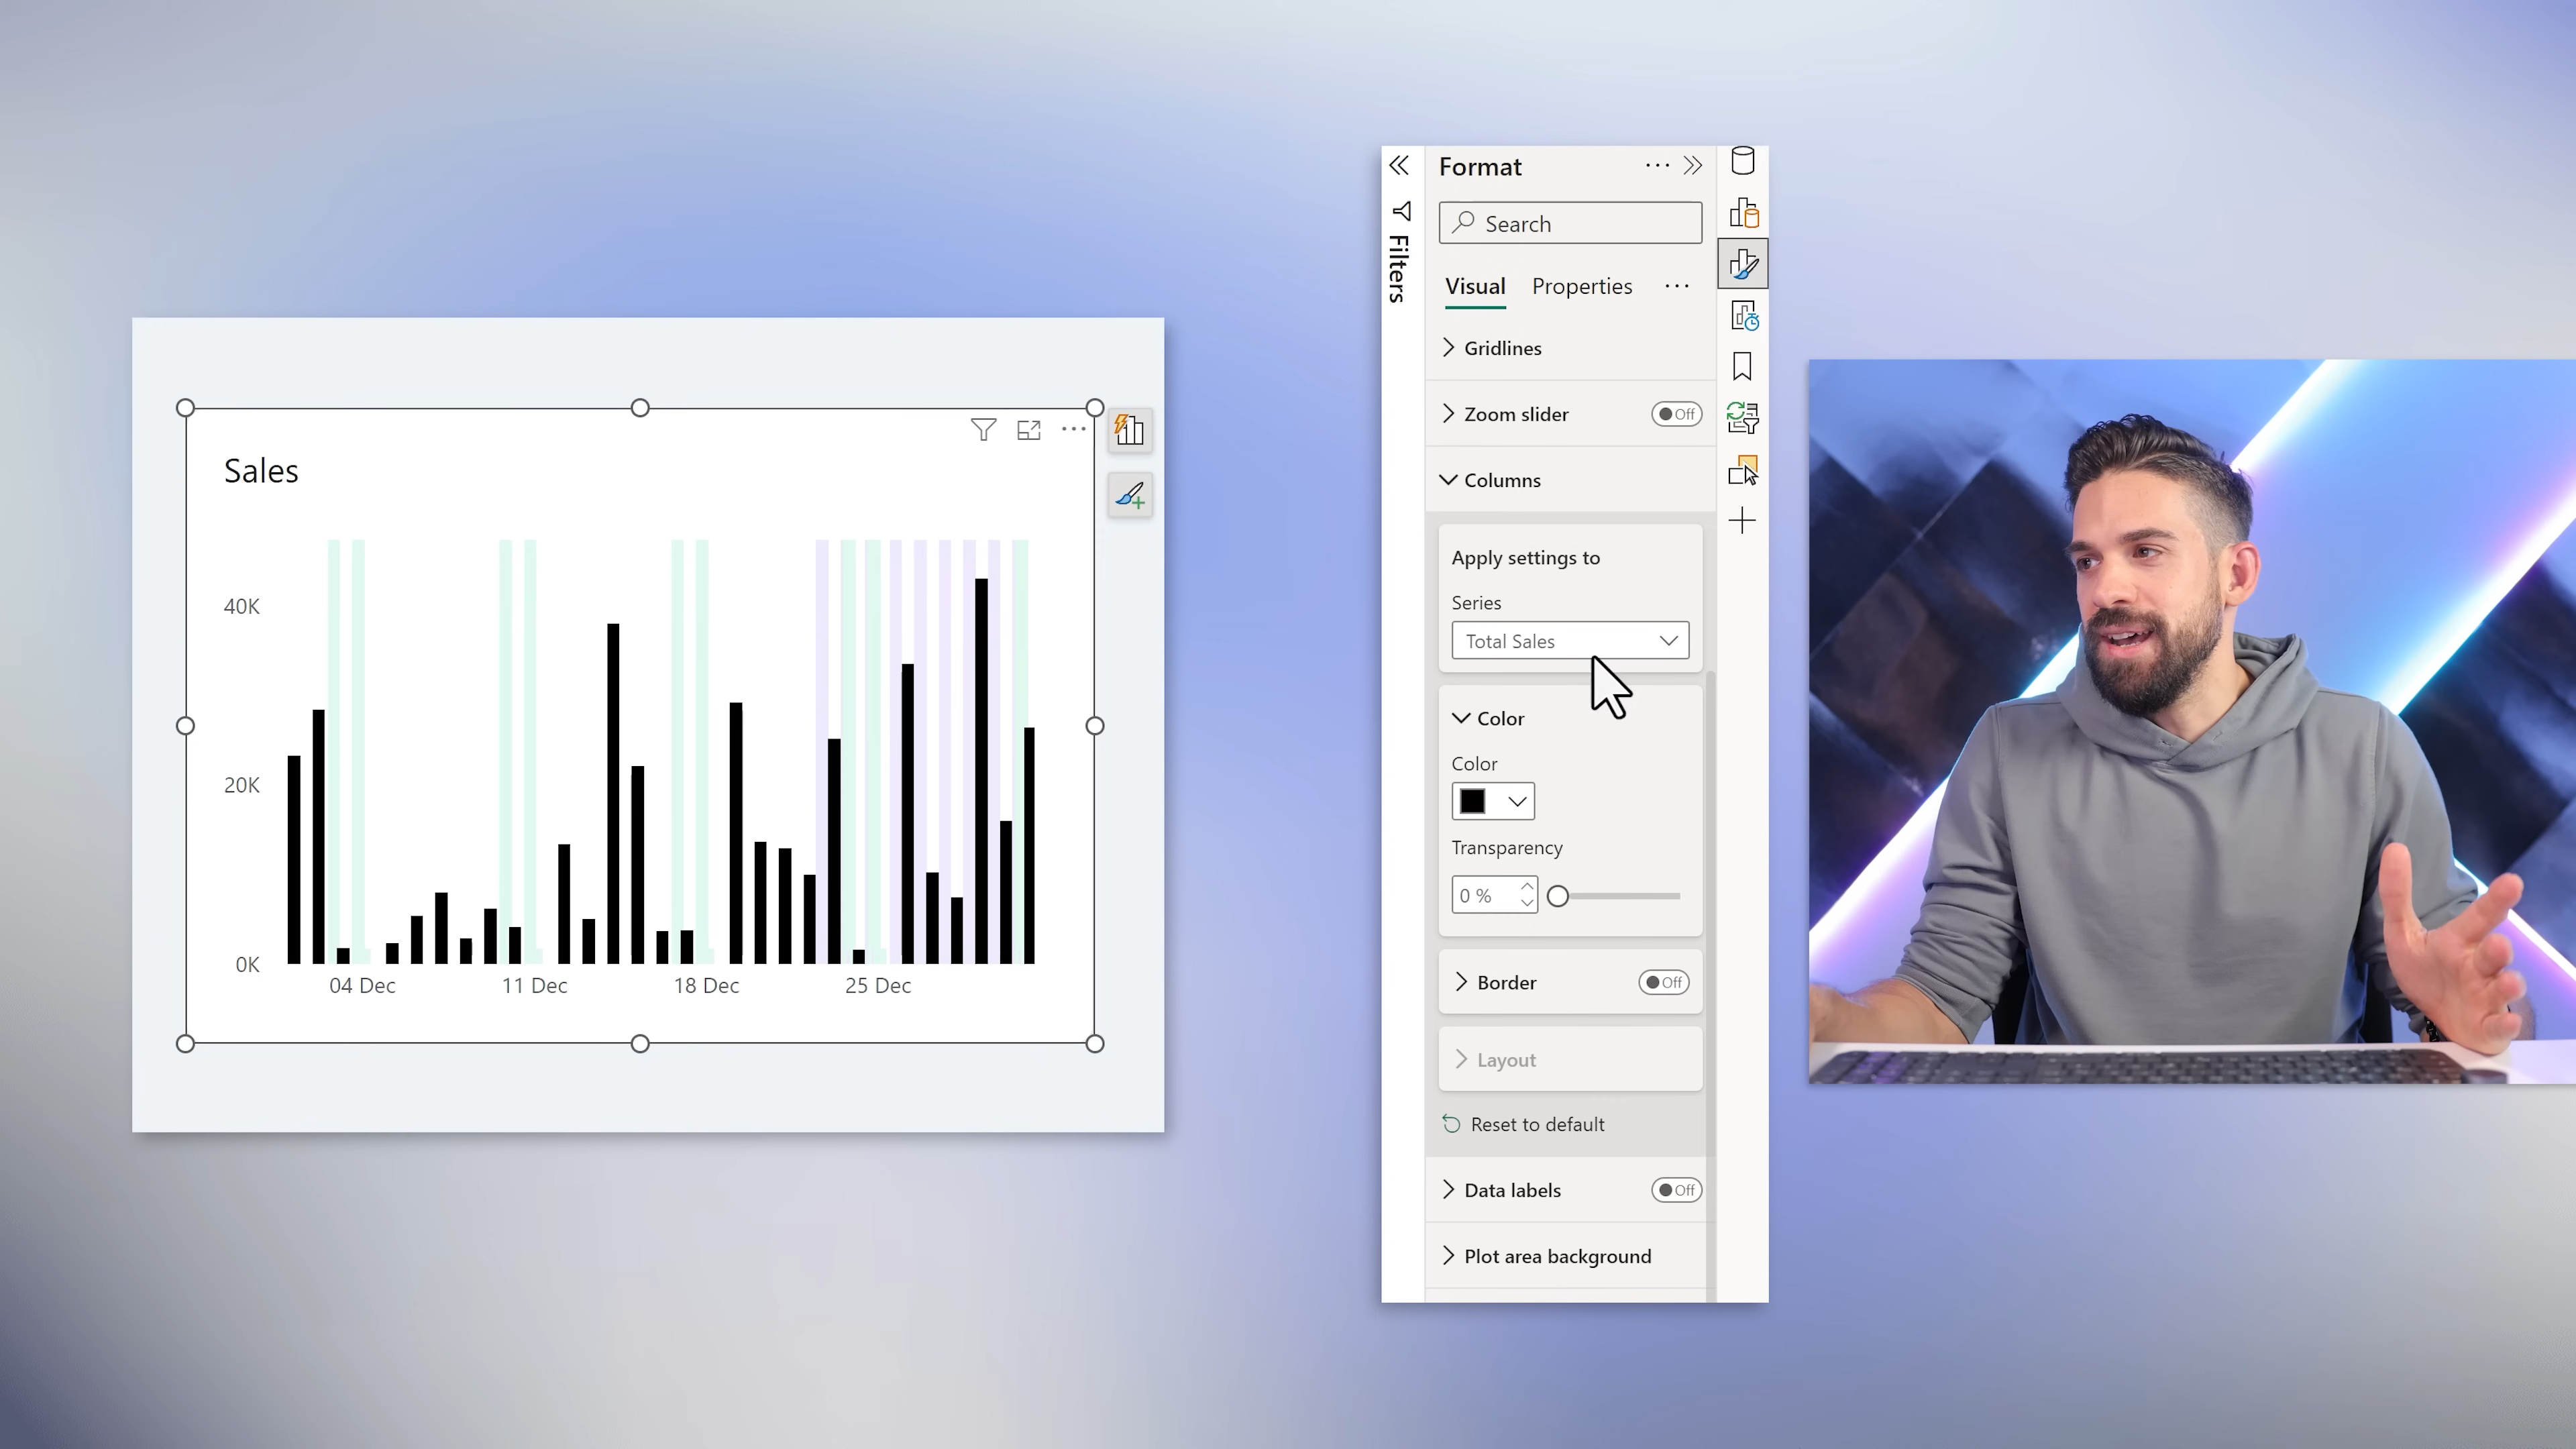 Sales
40K
20K
0K
04 Dec
11 Dec
18 Dec
25 Dec
Filters
Format
Search
Visual
Properties
Gridlines
Zoom slider
Off
Columns
Apply settings to
Series
Total Sales
Color
Color
Transparency
0 %
Border
Off
Layout
Reset to default
Data labels
Off
Plot area background